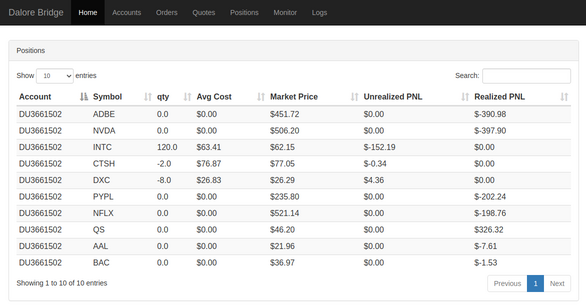 Dalore Bridge Home Accounts Orders Quotes Positions Monitor Logs
Positions
Show 10 entries Search:
Account Symbol qty Avg Cost Market Price Unrealized PNL Realized PNL
DU3661502 ADBE 0.0 $0.00 $451.72 $0.00 $-390.98
DU3661502 NVDA 0.0 $0.00 $506.20 $0.00 $-397.90
DU3661502 INTC 120.0 $63.41 $62.15 $-152.19 $0.00
DU3661502 CTSH -2.0 $76.87 $77.05 $-0.34 $0.00
DU3661502 DXC -8.0 $26.83 $26.29 $4.36 $0.00
DU3661502 PYPL 0.0 $0.00 $235.80 $0.00 $-202.24
DU3661502 NFLX 0.0 $0.00 $521.14 $0.00 $-198.76
DU3661502 QS 0.0 $0.00 $46.20 $0.00 $326.32
DU3661502 AAL 0.0 $0.00 $21.96 $0.00 $-7.61
DU3661502 BAC 0.0 $0.00 $36.97 $0.00 $-1.53
Showing 1 to 10 of 10 entries Previous 1 Next